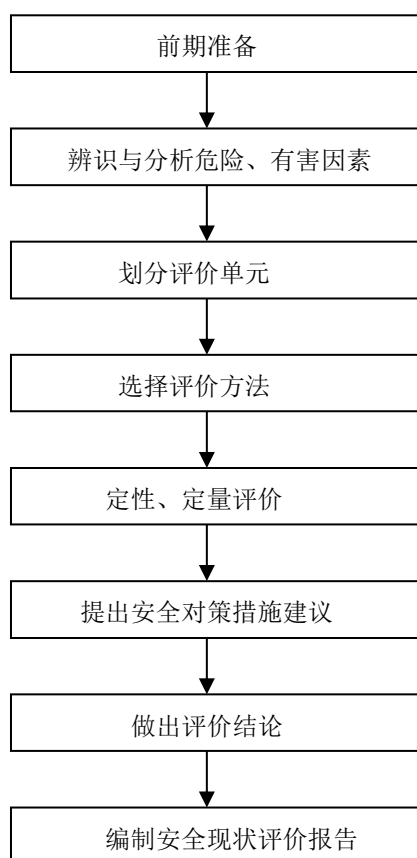 前期准备
辨识与分析危险、有害因素
划分评价单元
选择评价方法
定性、定量评价
提出安全对策措施建议
做出评价结论
编制安全现状评价报告